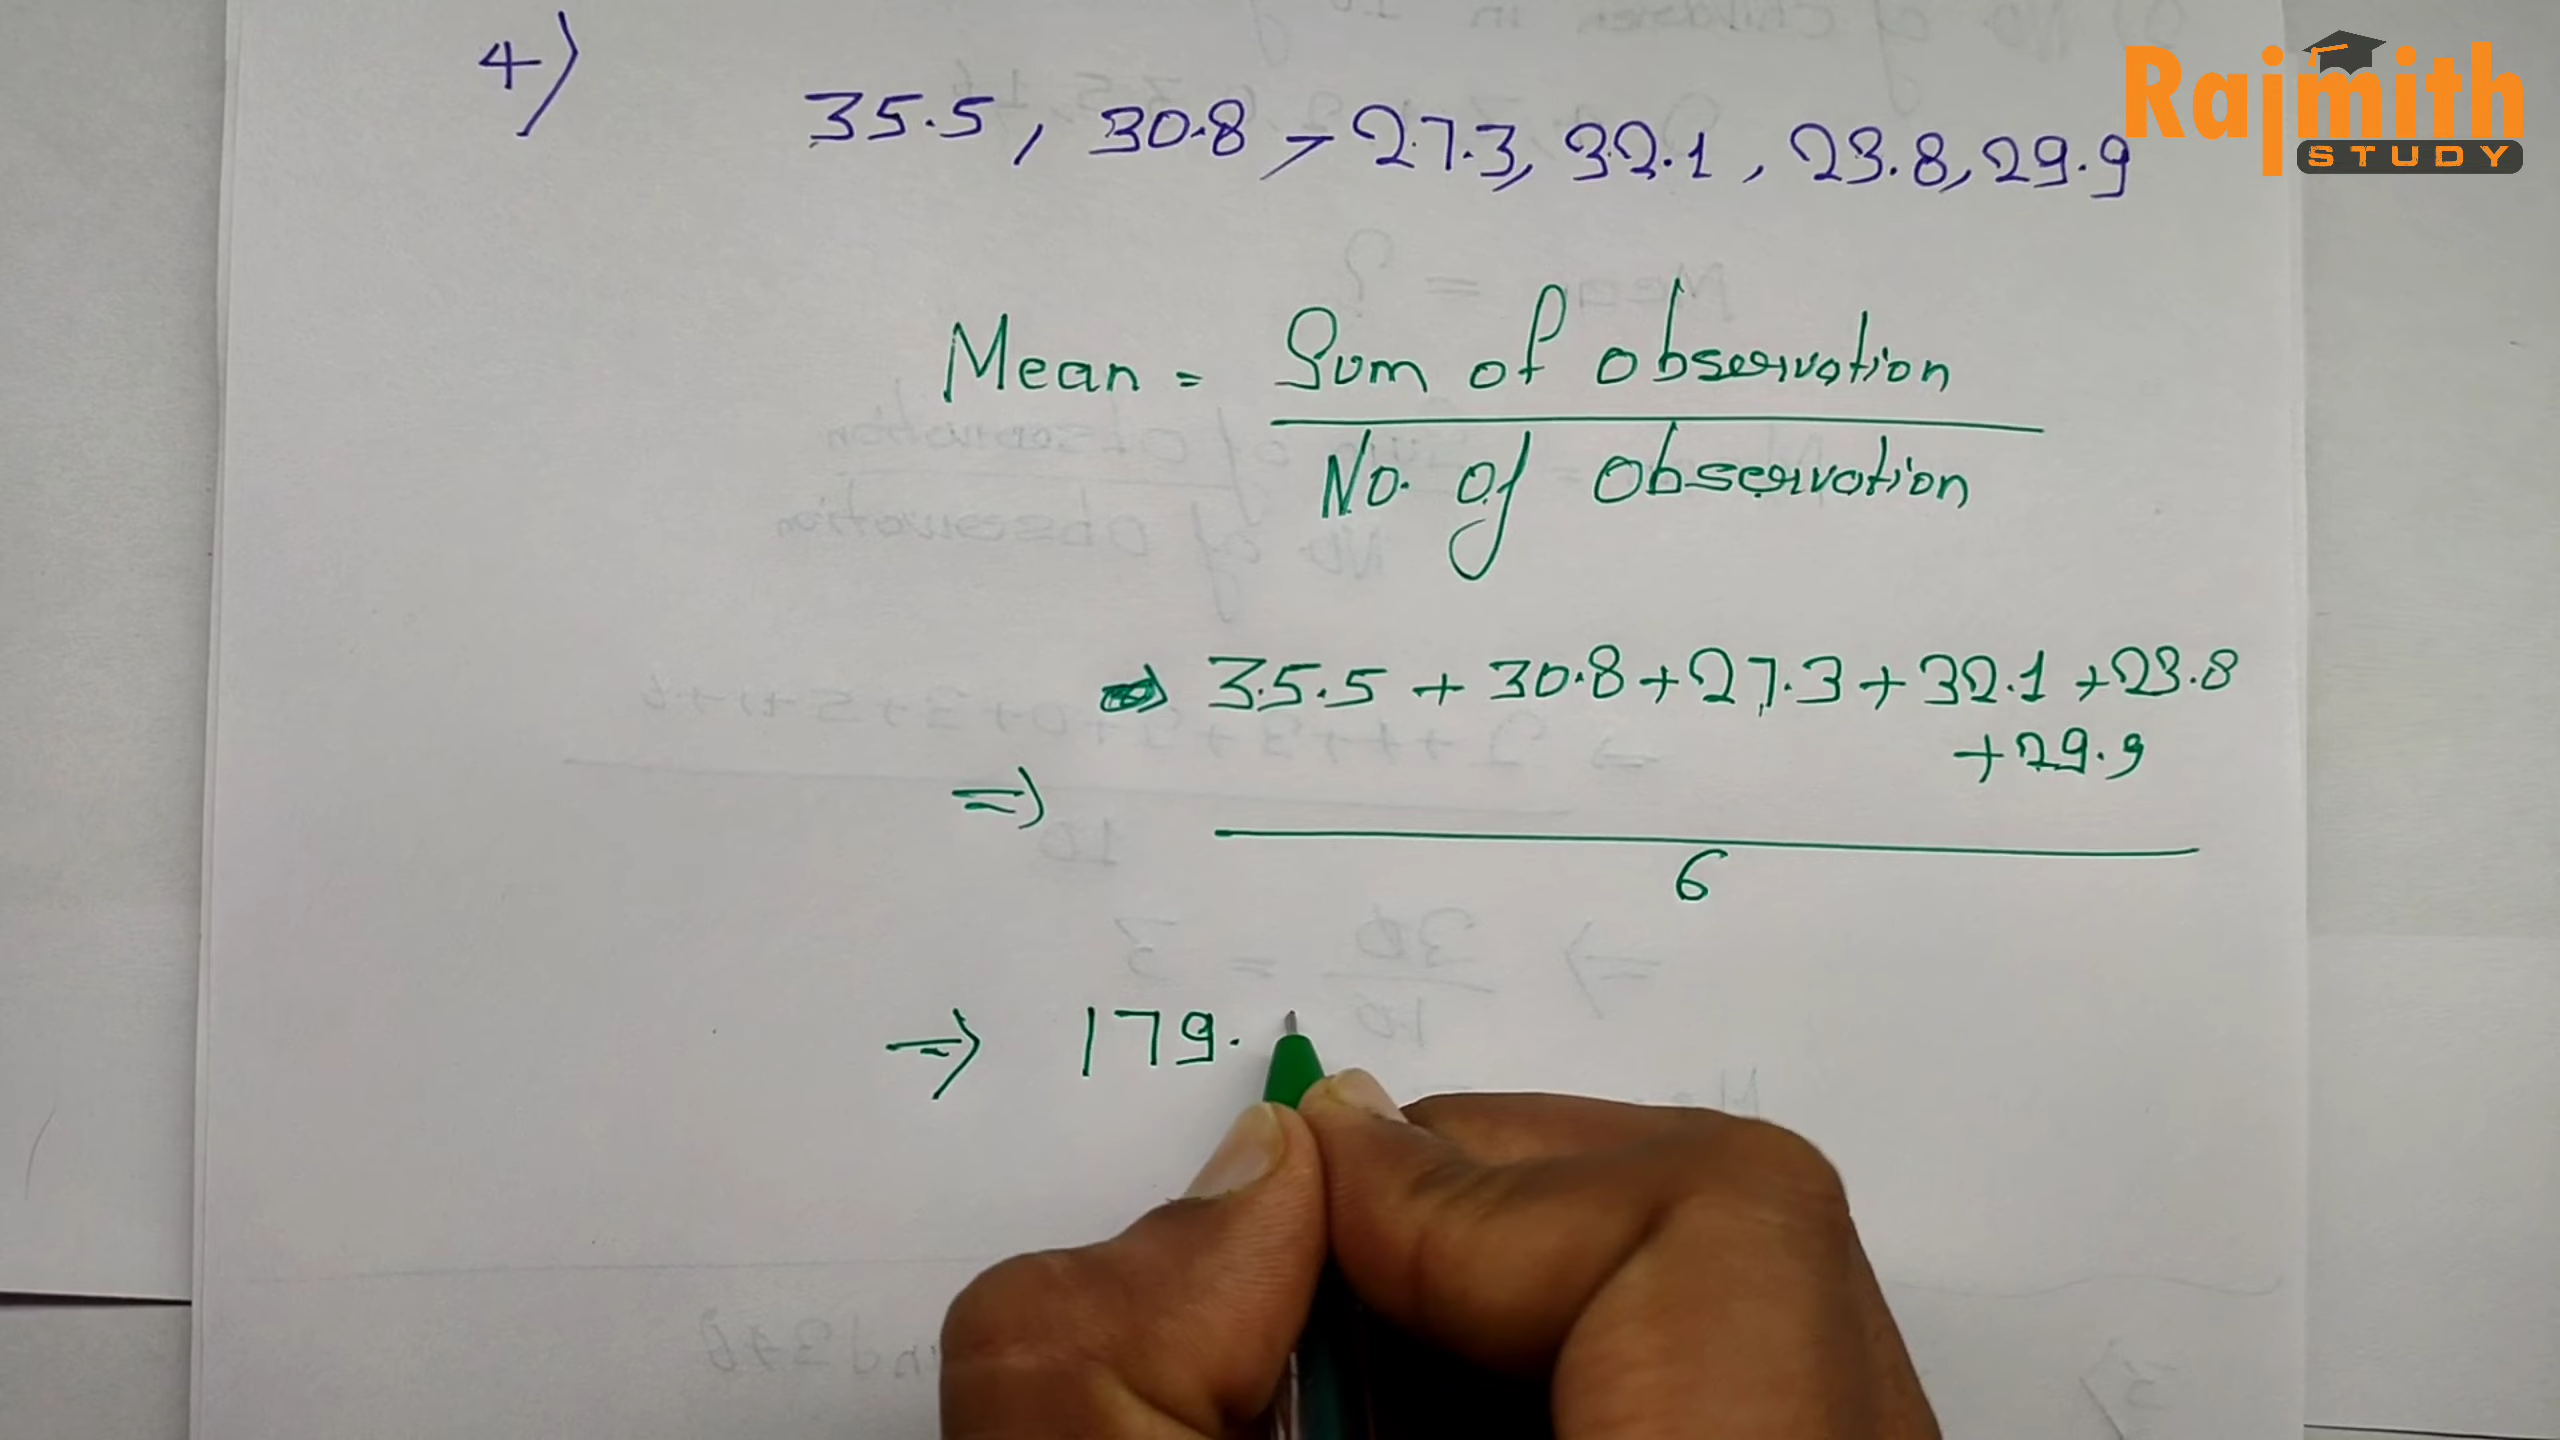 4)
35.5, 30.8, 27.3, 32.1, 23.8, 29.9
Rajmith
STUDY
Mean = Sum of observation
No. of observation
35.5 + 30.8 + 27.3 + 32.1 + 23.8
+ 29.9
⇒
6
⇒ 179.